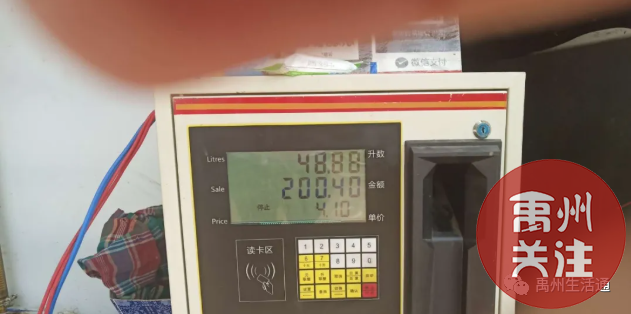 微信支付
Litres 48.88 升数
Sale 200.40 金额
停止
Price 4.10 单价
读卡区
1 2 3 4 5
6 7 8 9 0
禹州
关注
禹州生活通